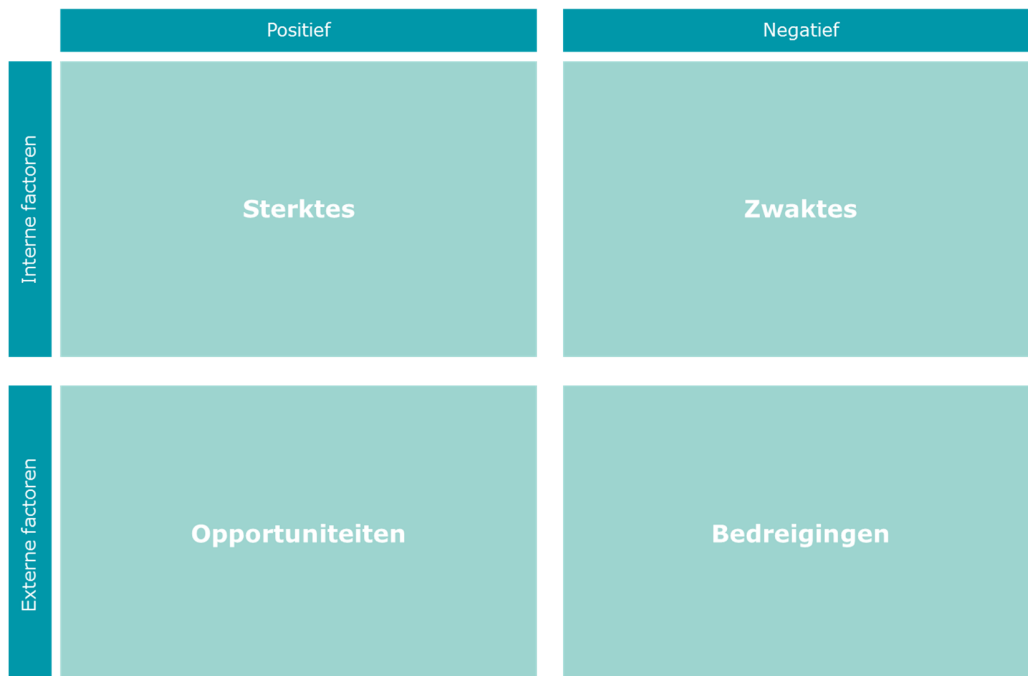 Positief
Negatief
Interne factoren
Sterktes
Zwaktes
Externe factoren
Opportuniteiten
Bedreigingen